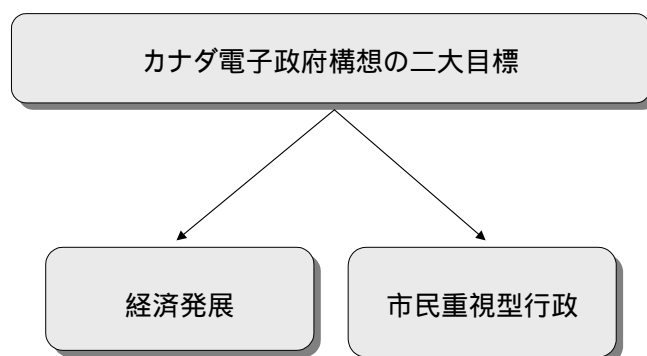 カナダ電子政府構想の二大目標
経済発展
市民重視型行政